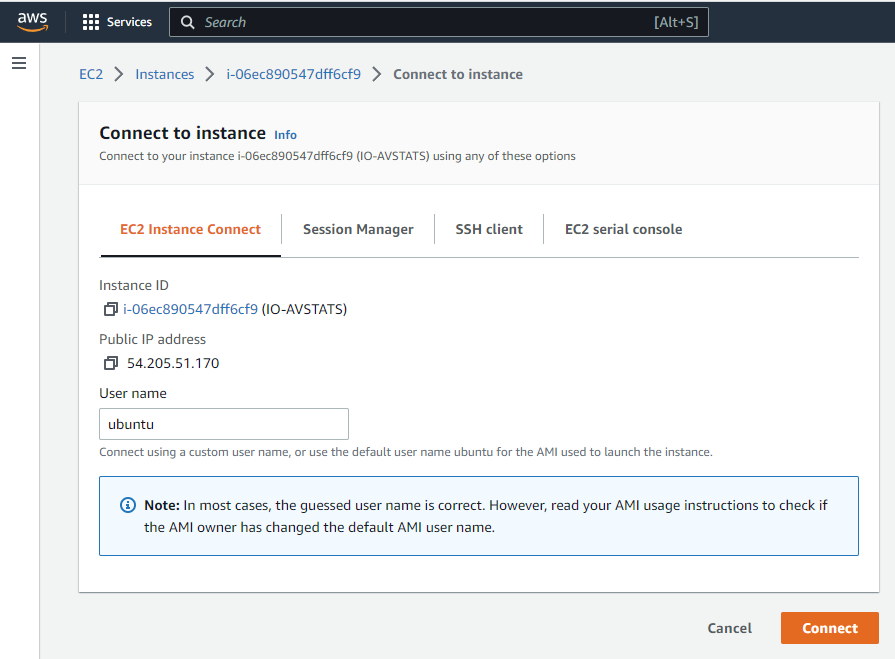 aws Services Search [Alt+S]
EC2 Instances i-06ec890547dff6cf9 Connect to instance
Connect to instance Info
Connect to your instance i-06ec890547dff6cf9 (IO-AVSTATS) using any of these options
EC2 Instance Connect Session Manager SSH client EC2 serial console
Instance ID
i-06ec890547dff6cf9 (IO-AVSTATS)
Public IP address
54.205.51.170
User name
ubuntu
Connect using a custom user name, or use the default user name ubuntu for the AMI used to launch the instance.
Note: In most cases, the guessed user name is correct. However, read your AMI usage instructions to check if
the AMI owner has changed the default AMI user name.
Cancel Connect